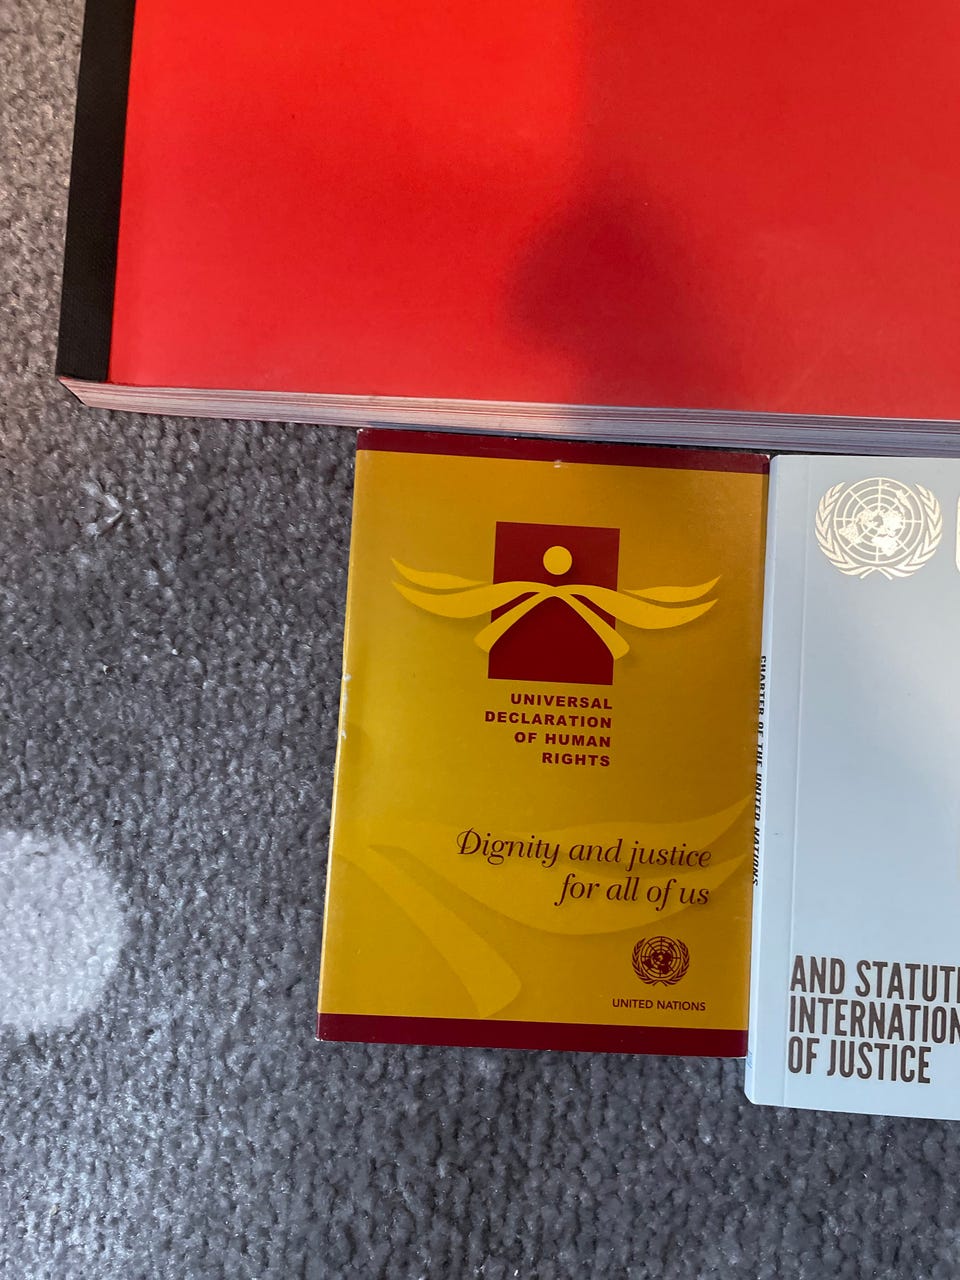 UNIVERSAL
DECLARATION
OF HUMAN
RIGHTS
Dignity and justice
for all of us
UNITED NATIONS
CHARTER OF THE UNITED NATIONS
AND STATUTE
INTERNATION
OF JUSTICE